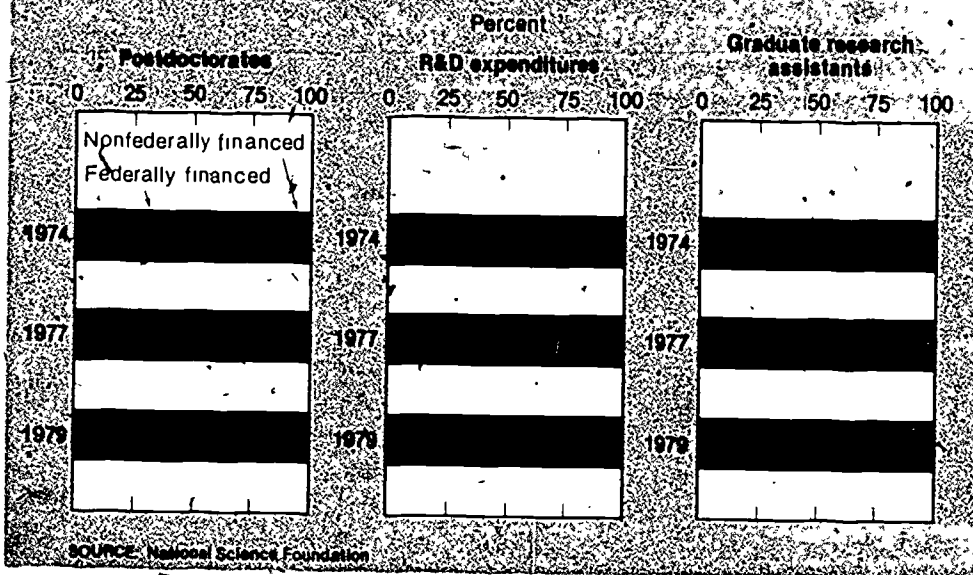 Percent
Postdoctorates
R&D expenditures
Graduate research
assistants
0 25 50 75 100
0 25 50 75 100
0 25 50 75 100
Nonfederally financed
Federally financed
1974
1974
1974
1977
1977
1977
1979
1979
1979
SOURCE: National Science Foundation